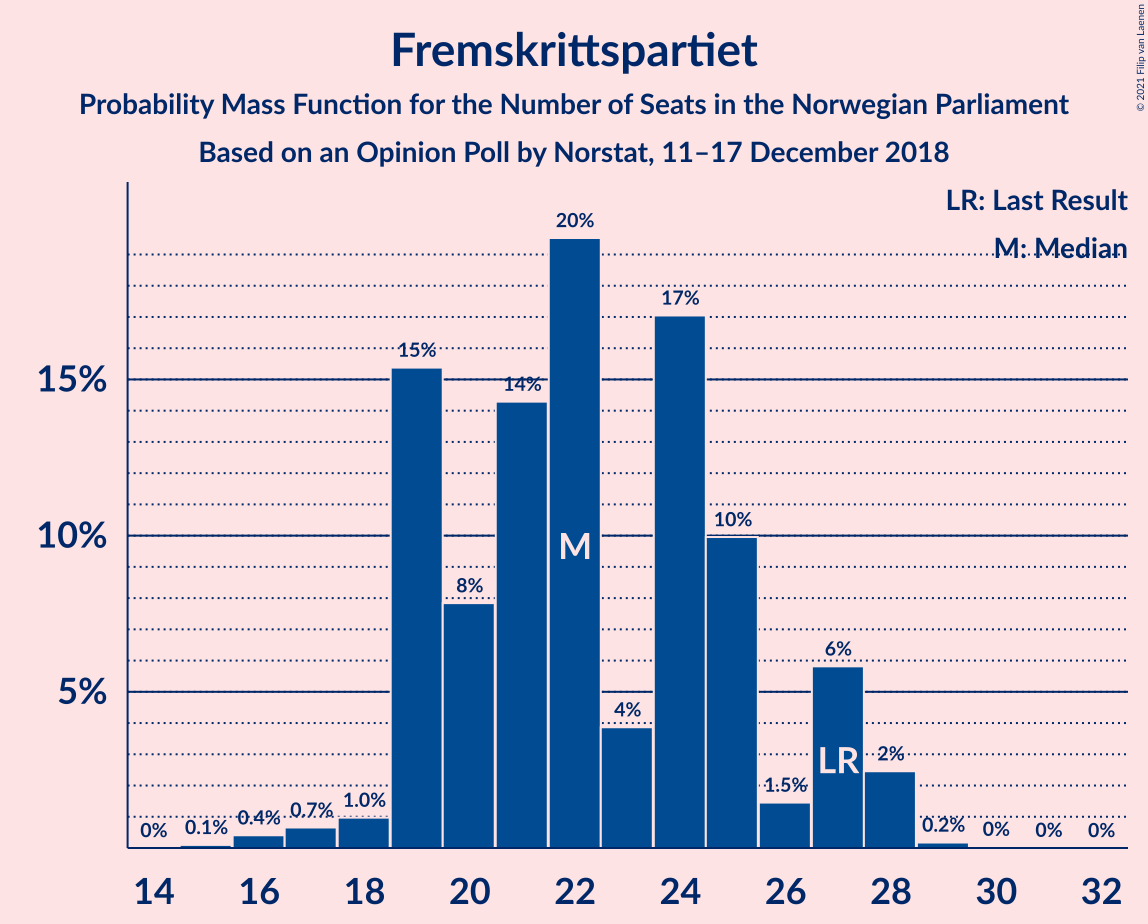 Fremskrittspartiet
Probability Mass Function for the Number of Seats in the Norwegian Parliament
Based on an Opinion Poll by Norstat, 11–17 December 2018
© 2021 Filip van Laenen
LR: Last Result
M: Median
15%
10%
5%
0%
0.1%
0.4%
0.7%
1.0%
15%
8%
14%
20%
4%
17%
10%
1.5%
6%
2%
0.2%
0%
0%
0%
M
LR
14 16 18 20 22 24 26 28 30 32